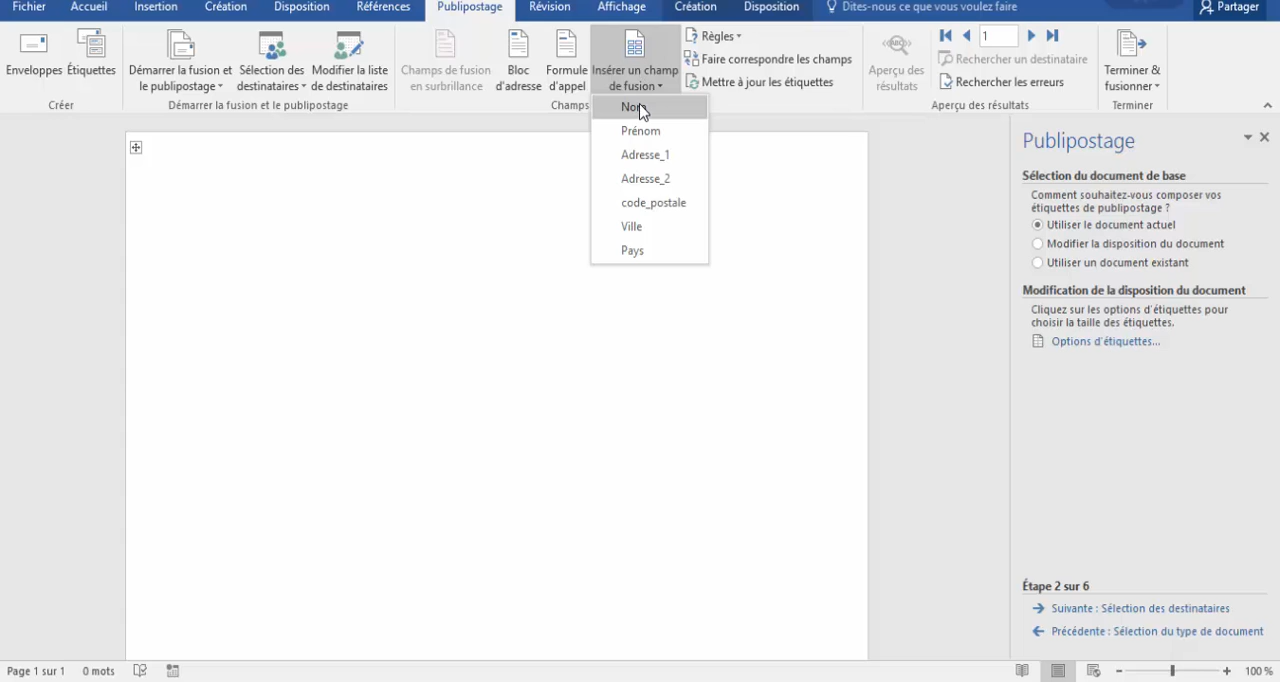 Fichier Accueil Insertion Création Disposition Références Publipostage Révision Affichage Création Disposition Dites-nous ce que vous voulez faire Partager
Enveloppes Étiquettes
Créer
Démarrer la fusion et le publipostage
Sélection des destinataires
Modifier la liste de destinataires
Démarrer la fusion et le publipostage
Champs de fusion en surbrillance
Bloc d'adresse
Formule d'appel
Insérer un champ de fusion
Règles
Faire correspondre les champs
Mettre à jour les étiquettes
Champs
Aperçu des résultats
1
Rechercher un destinataire
Rechercher les erreurs
Aperçu des résultats
Terminer & fusionner
Terminer
Prénom
Adresse_1
Adresse_2
code_postale
Ville
Pays
Publipostage
Sélection du document de base
Comment souhaitez-vous composer vos
étiquettes de publipostage ?
Utiliser le document actuel
Modifier la disposition du document
Utiliser un document existant
Modification de la disposition du document
Cliquez sur les options d'étiquettes pour
choisir la taille des étiquettes.
Options d'étiquettes...
Étape 2 sur 6
Suivante : Sélection des destinataires
Précédente : Sélection du type de document
Page 1 sur 1 0 mots 100 %